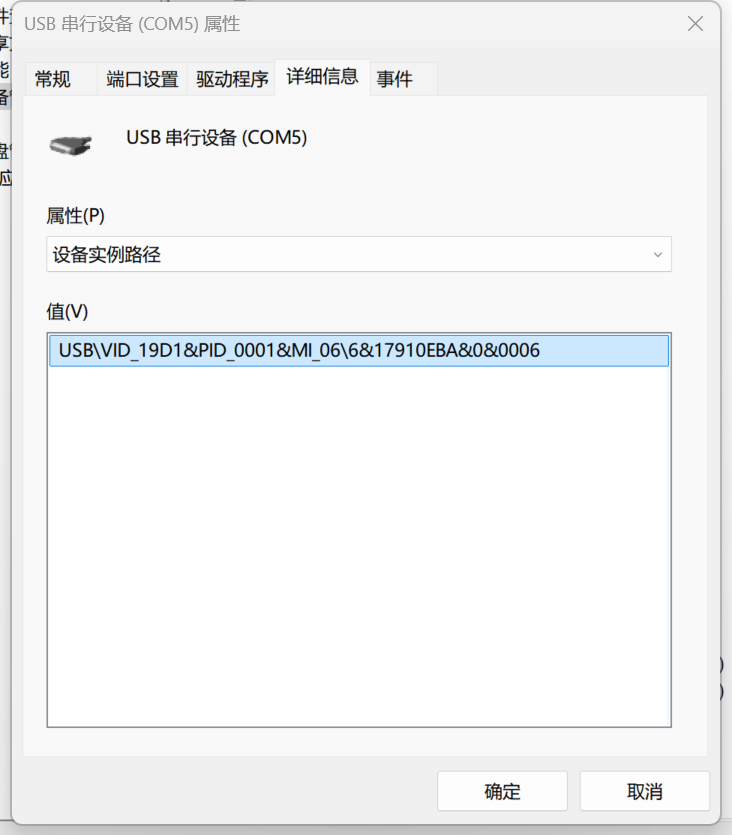 USB 串行设备 (COM5) 属性
常规 端口设置 驱动程序 详细信息 事件
USB 串行设备 (COM5)
属性(P)
设备实例路径
值(V)
USB\VID_19D1&PID_0001&MI_06\6&17910EBA&0&0006
确定 取消